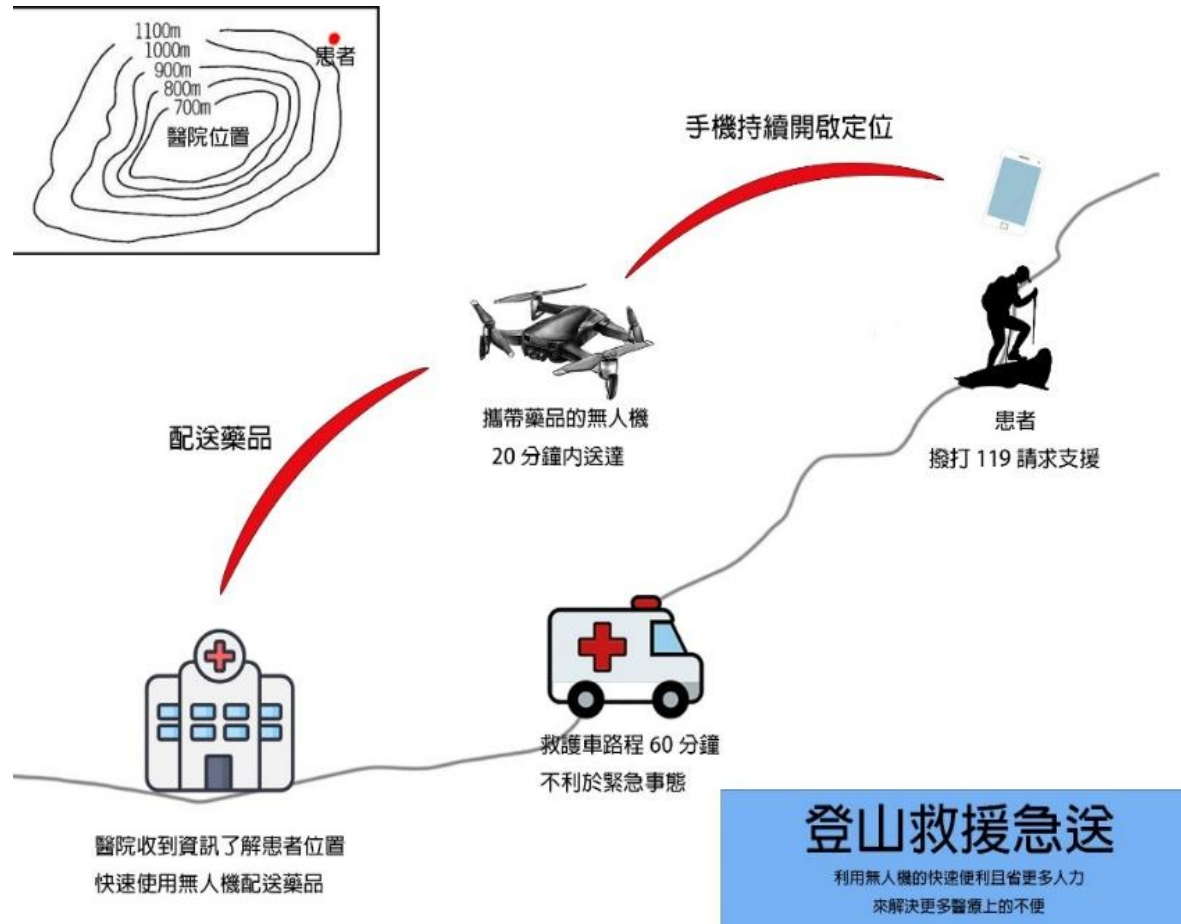 1100m
患者
1000m
900m
800m
700m
醫院位置
手機持續開啟定位
配送藥品
攜帶藥品的無人機
20 分鐘内送達
患者
撥打 119 請求支援
救護車路程 60 分鐘
不利於緊急事態
醫院收到資訊了解患者位置
快速使用無人機配送藥品
登山救援急送
利用無人機的快速便利且省更多人力
來解決更多醫療上的不便